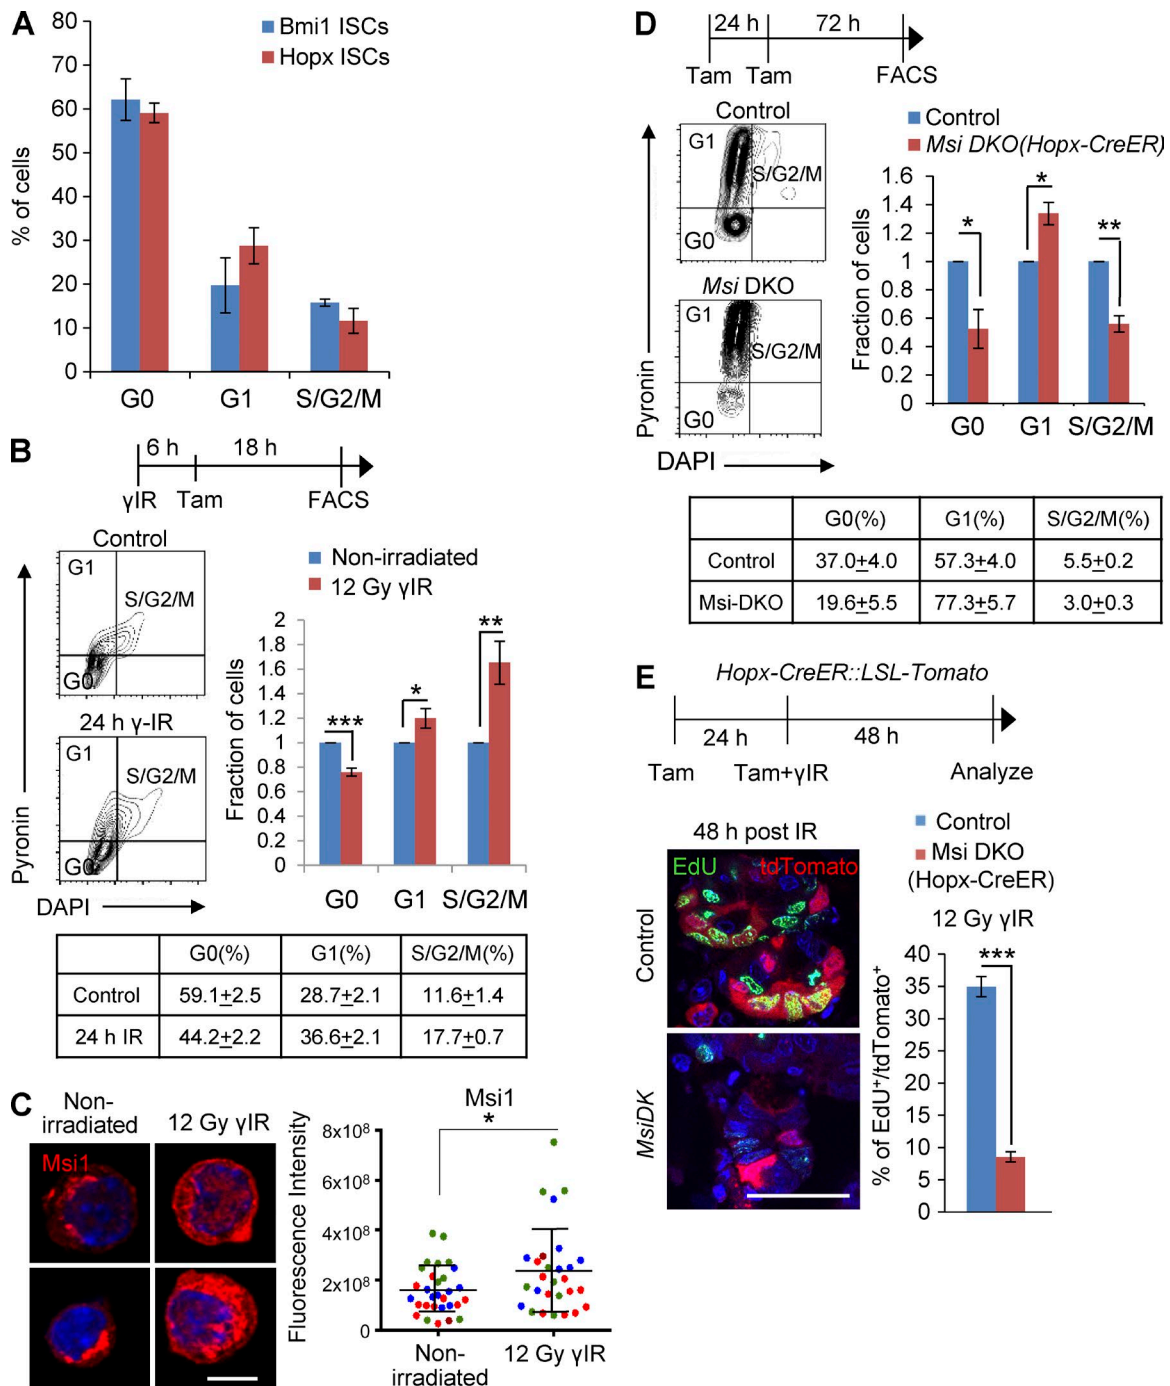 A
80
70
60
50
40
30
20
10
0
% of cells
Bmi1 ISCs
Hopx ISCs
G0 G1 S/G2/M
B
6 h 18 h
γIR Tam FACS
Control
G1
S/G2/M
G0
24 h γ-IR
G1
S/G2/M
G0
Pyronin
DAPI
Non-irradiated
12 Gy γIR
2
1.8
1.6
1.4
1.2
1
0.8
0.6
0.4
0.2
0
Fraction of cells
*** * **
G0 G1 S/G2/M
G0(%) G1(%) S/G2/M(%)
Control 59.1±2.5 28.7±2.1 11.6±1.4
24 h IR 44.2±2.2 36.6±2.1 17.7±0.7
C
Non-
irradiated
12 Gy γIR
Msi1
Msi1
*
8x10⁸
6x10⁸
4x10⁸
2x10⁸
0
Fluorescence Intensity
Non-
irradiated
12 Gy γIR
D
24 h 72 h
Tam Tam FACS
Control
G1
S/G2/M
G0
Msi DKO
G1
S/G2/M
G0
Pyronin
DAPI
Control
Msi DKO(Hopx-CreER)
1.6
1.4
1.2
1
0.8
0.6
0.4
0.2
0
Fraction of cells
* * **
G0 G1 S/G2/M
G0(%) G1(%) S/G2/M(%)
Control 37.0±4.0 57.3±4.0 5.5±0.2
Msi-DKO 19.6±5.5 77.3±5.7 3.0±0.3
E
Hopx-CreER::LSL-Tomato
24 h 48 h
Tam Tam+γIR Analyze
48 h post IR
EdU tdTomato
Control
MsiDK
Control
Msi DKO
(Hopx-CreER)
12 Gy γIR
***
40
35
30
25
20
15
10
5
0
% of EdU⁺/tdTomato⁺